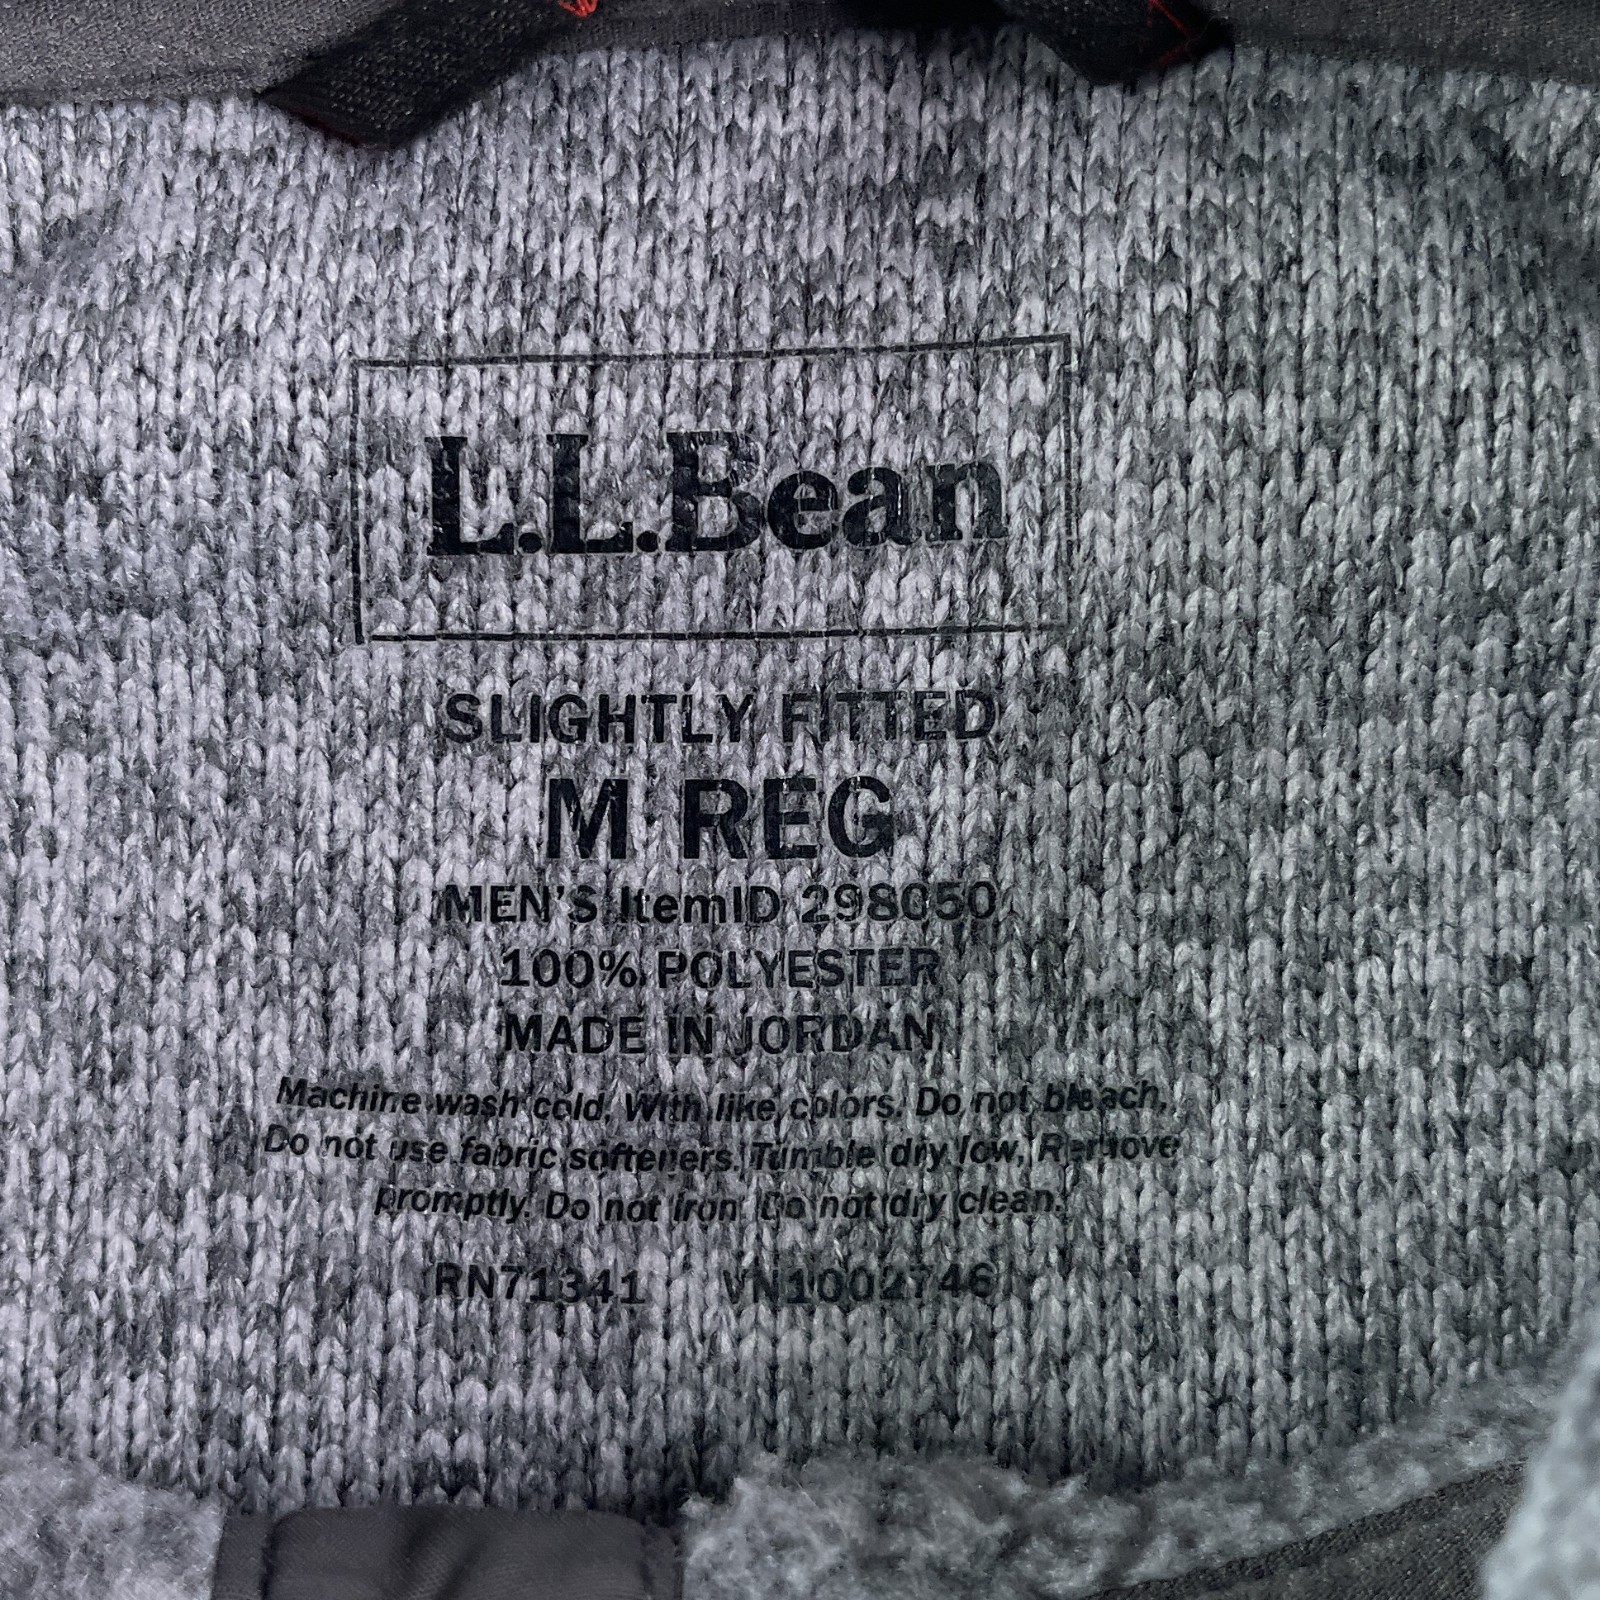 L.L.Bean
SLIGHTLY FITTED
M REG
MEN'S ItemID 298050
100% POLYESTER
MADE IN JORDAN
Machine wash cold. With like colors. Do not bleach.
Do not use fabric softeners. Tumble dry low, Remove
promptly. Do not iron. Do not dry clean.
RN71341 VN1002746